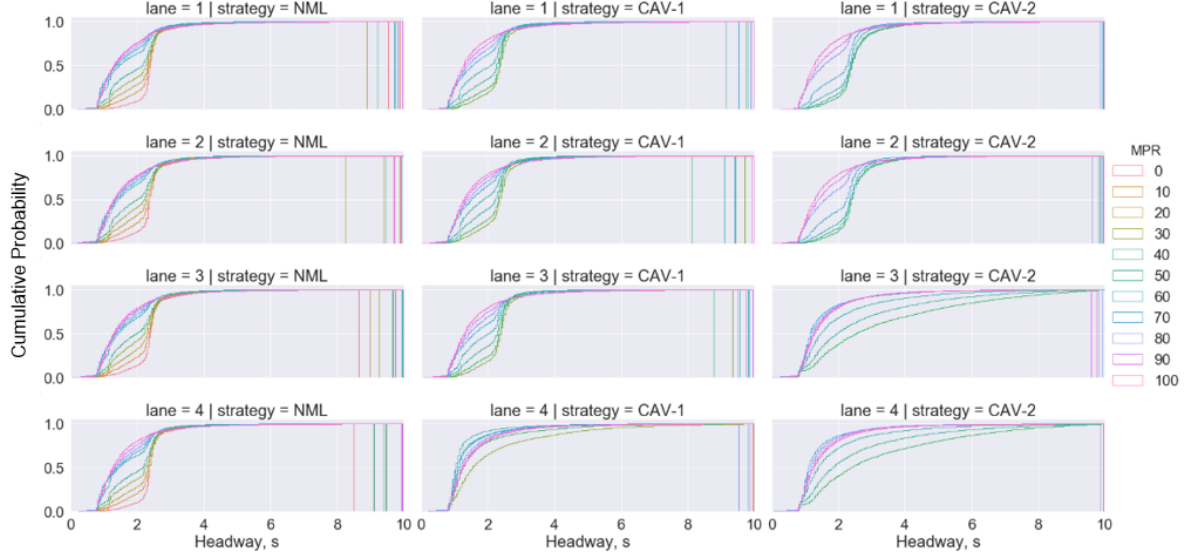 lane = 1 | strategy = NML
lane = 1 | strategy = CAV-1
lane = 1 | strategy = CAV-2
1.0
0.5
0.0
lane = 2 | strategy = NML
lane = 2 | strategy = CAV-1
lane = 2 | strategy = CAV-2
1.0
0.5
0.0
lane = 3 | strategy = NML
lane = 3 | strategy = CAV-1
lane = 3 | strategy = CAV-2
1.0
0.5
0.0
lane = 4 | strategy = NML
lane = 4 | strategy = CAV-1
lane = 4 | strategy = CAV-2
1.0
0.5
0.0
Cumulative Probability
0 2 4 6 8 10
0 2 4 6 8 10
0 2 4 6 8 10
Headway, s
Headway, s
Headway, s
MPR
0
10
20
30
40
50
60
70
80
90
100